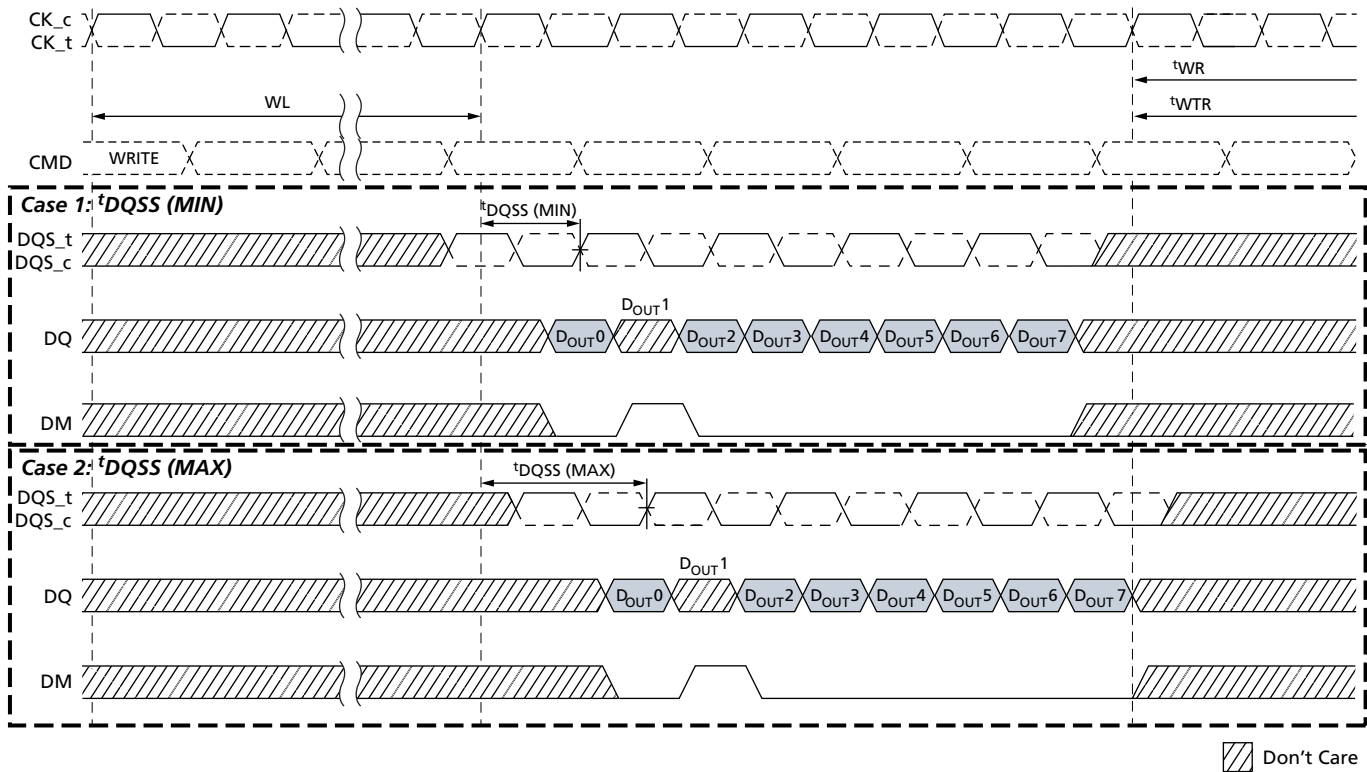 CK_c
CK_t
tWR
WL
tWTR
CMD WRITE
Case 1: tDQSS (MIN)
tDQSS (MIN)
DQS_t
DQS_c
DOUT1
DQ DOUT0 DOUT2 DOUT3 DOUT4 DOUT5 DOUT6 DOUT7
DM
Case 2: tDQSS (MAX)
tDQSS (MAX)
DQS_t
DQS_c
DOUT1
DQ DOUT0 DOUT2 DOUT3 DOUT4 DOUT5 DOUT6 DOUT7
DM
Don't Care